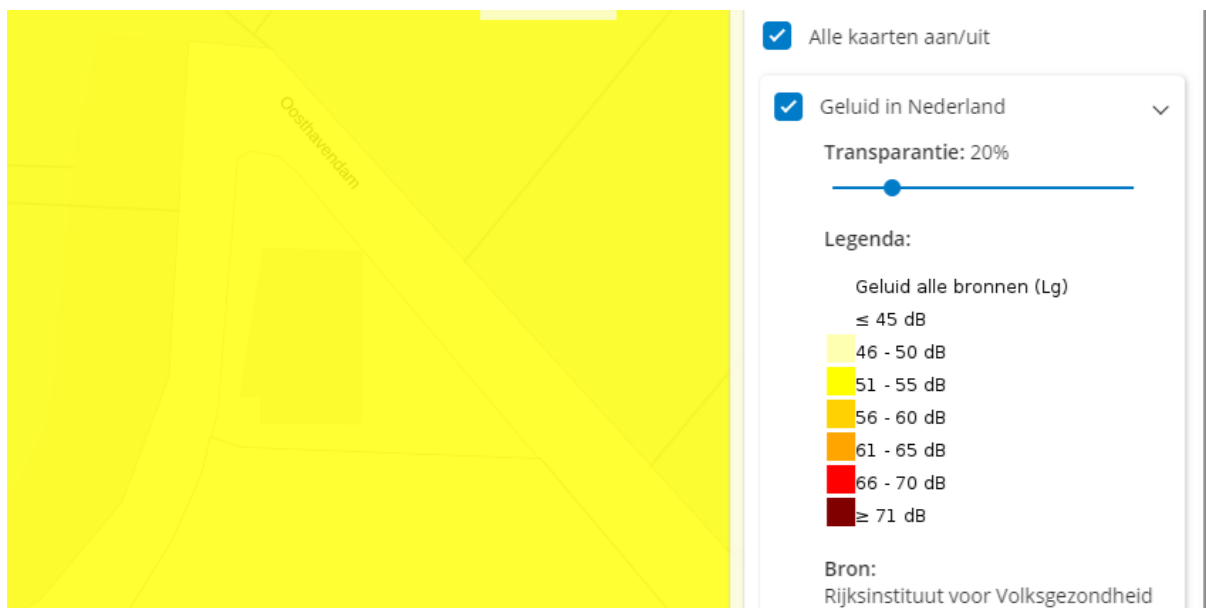 Oosthavendam
Alle kaarten aan/uit
Geluid in Nederland
Transparantie: 20%
Legenda:
Geluid alle bronnen (Lg)
≤ 45 dB
46 - 50 dB
51 - 55 dB
56 - 60 dB
61 - 65 dB
66 - 70 dB
≥ 71 dB
Bron:
Rijksinstituut voor Volksgezondheid